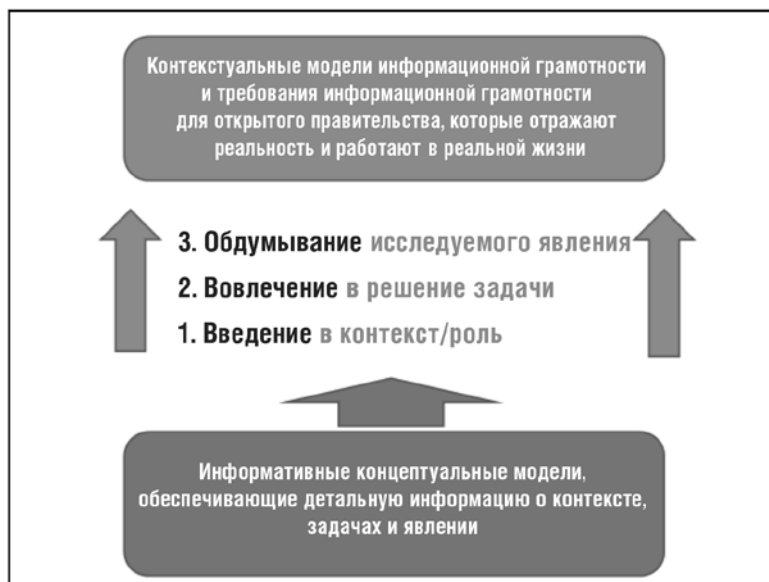 Контекстуальные модели информационной грамотности
и требования информационной грамотности
для открытого правительства, которые отражают
реальность и работают в реальной жизни
3. Обдумывание исследуемого явления
2. Вовлечение в решение задачи
1. Введение в контекст/роль
Информативные концептуальные модели,
обеспечивающие детальную информацию о контексте,
задачах и явлении